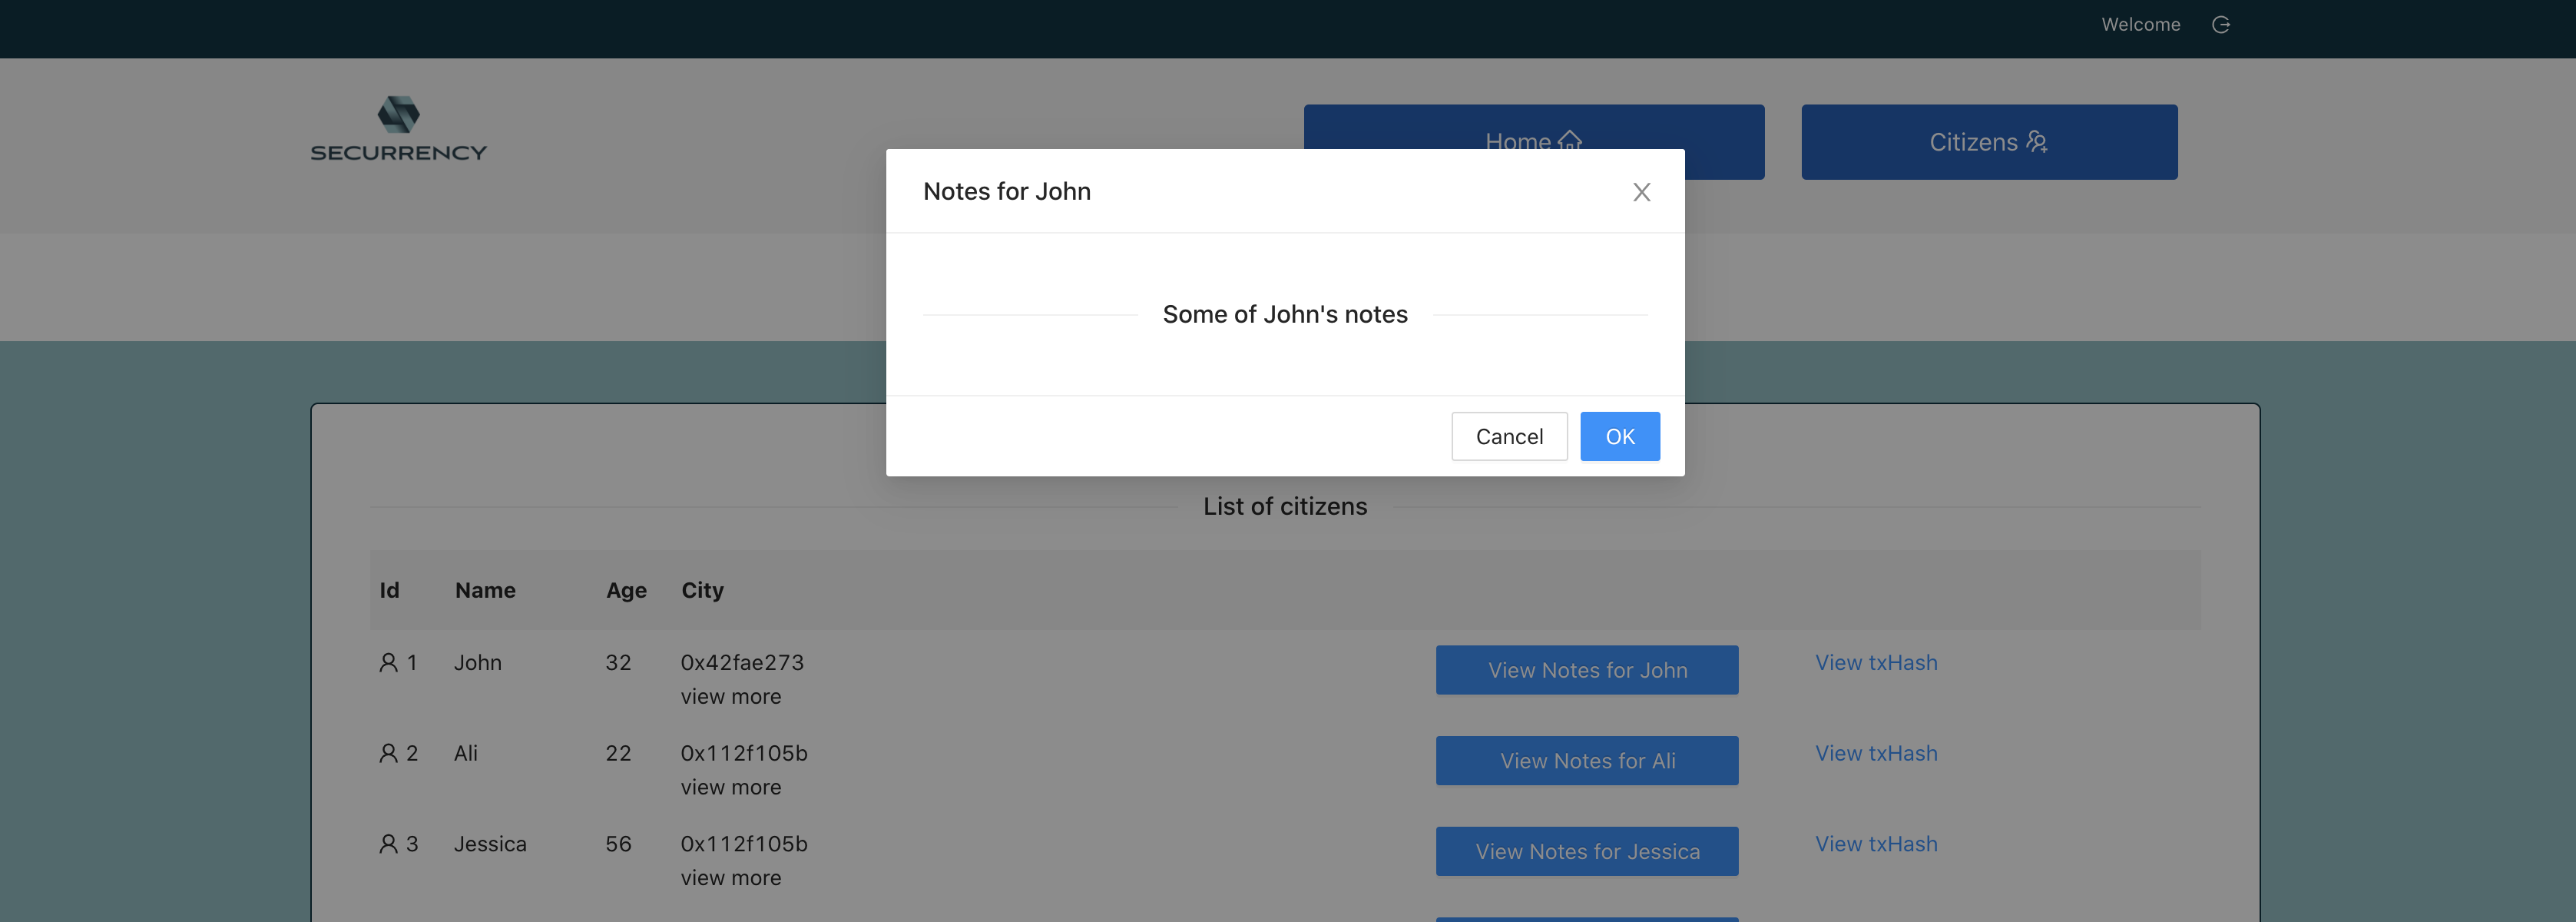 Welcome
SECURRENCY
Home
Citizens
Notes for John
Some of John's notes
Cancel
OK
List of citizens
Id Name Age City
1 John 32 0x42fae273 View Notes for John View txHash
view more
2 Ali 22 0x112f105b View Notes for Ali View txHash
view more
3 Jessica 56 0x112f105b View Notes for Jessica View txHash
view more